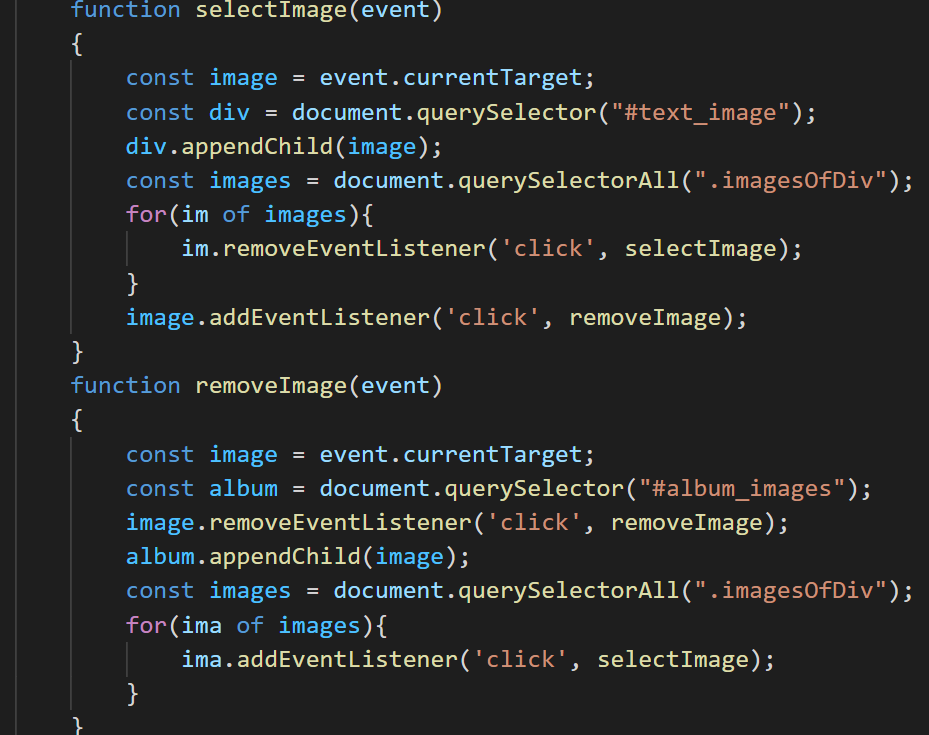 function selectImage(event)
{
const image = event.currentTarget;
const div = document.querySelector("#text_image");
div.appendChild(image);
const images = document.querySelectorAll(".imagesOfDiv");
for(im of images){
im.removeEventListener('click', selectImage);
}
image.addEventListener('click', removeImage);
}
function removeImage(event)
{
const image = event.currentTarget;
const album = document.querySelector("#album_images");
image.removeEventListener('click', removeImage);
album.appendChild(image);
const images = document.querySelectorAll(".imagesOfDiv");
for(ima of images){
ima.addEventListener('click', selectImage);
}
}